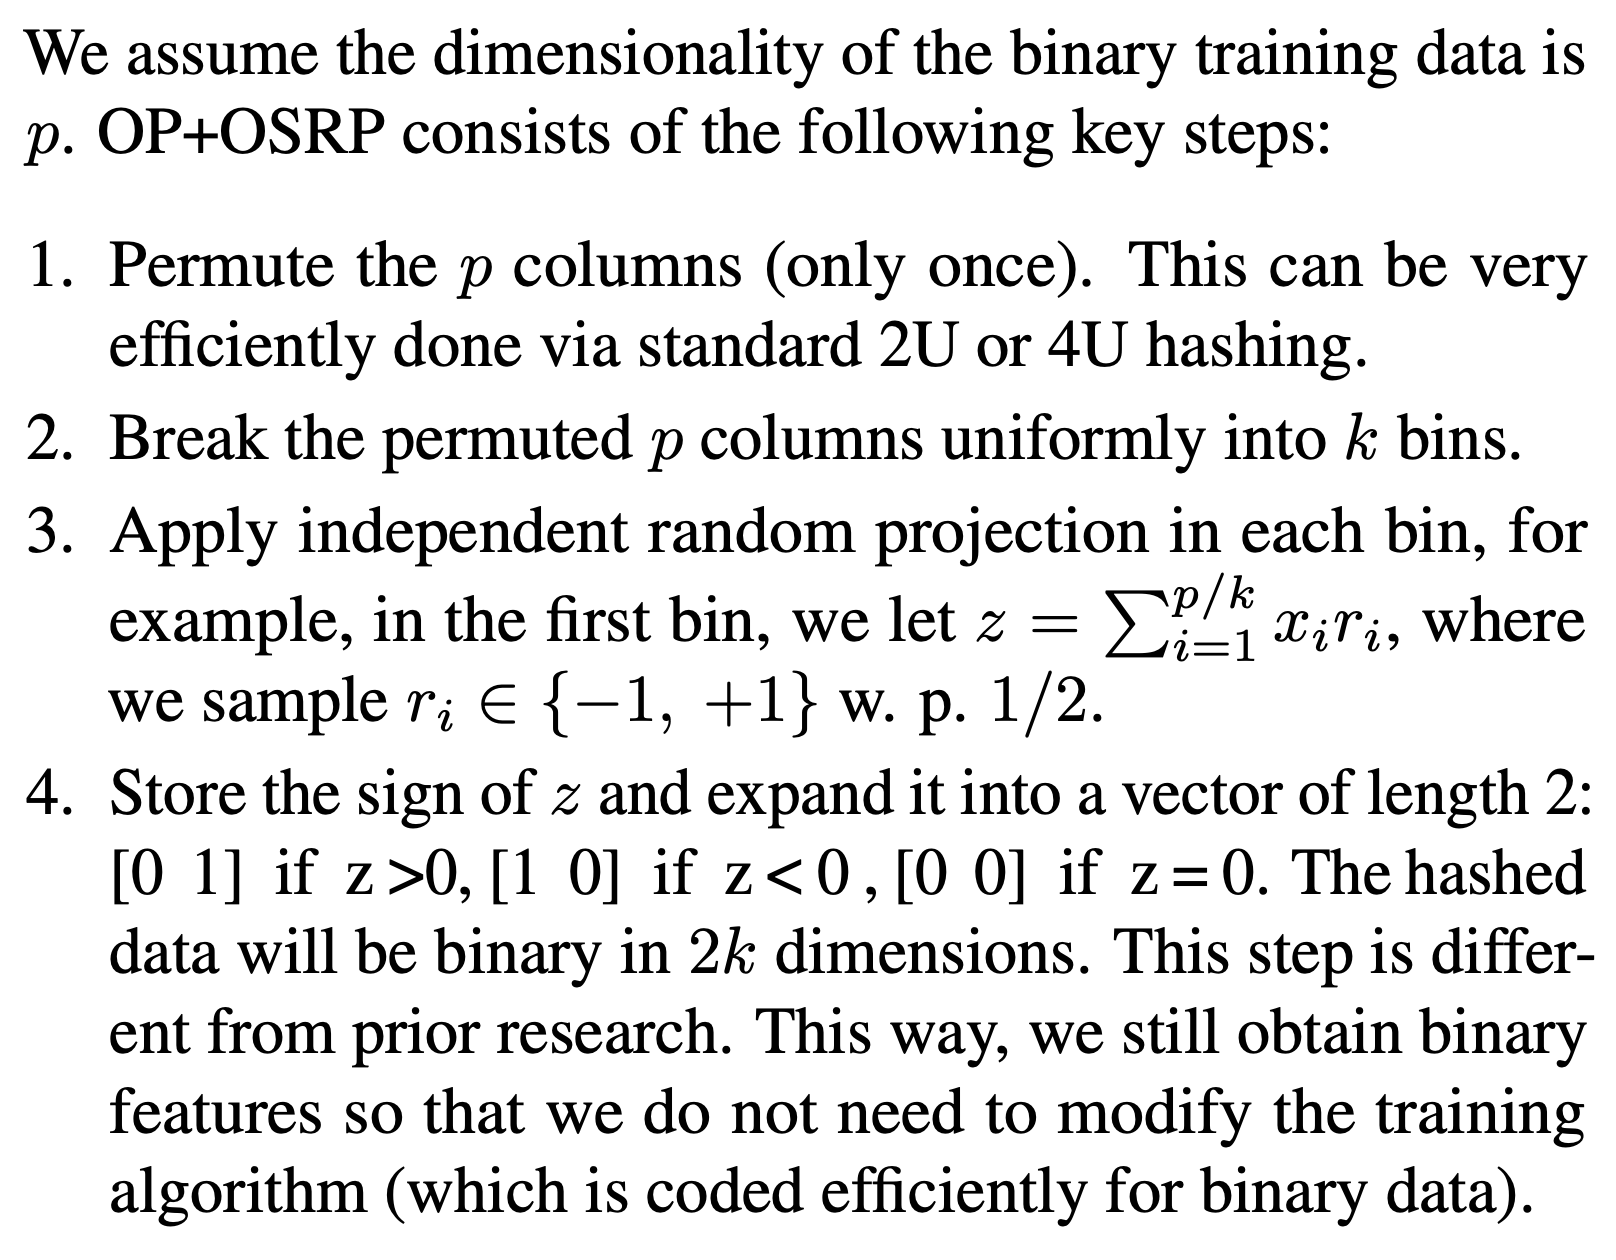 We assume the dimensionality of the binary training data is
p. OP+OSRP consists of the following key steps:
1. Permute the p columns (only once). This can be very
efficiently done via standard 2U or 4U hashing.
2. Break the permuted p columns uniformly into k bins.
3. Apply independent random projection in each bin, for
example, in the first bin, we let z = ∑_{i=1}^{p/k} x_i r_i, where
we sample r_i ∈ {−1, +1} w. p. 1/2.
4. Store the sign of z and expand it into a vector of length 2:
[0 1] if z>0, [1 0] if z<0, [0 0] if z=0. The hashed
data will be binary in 2k dimensions. This step is differ-
ent from prior research. This way, we still obtain binary
features so that we do not need to modify the training
algorithm (which is coded efficiently for binary data).